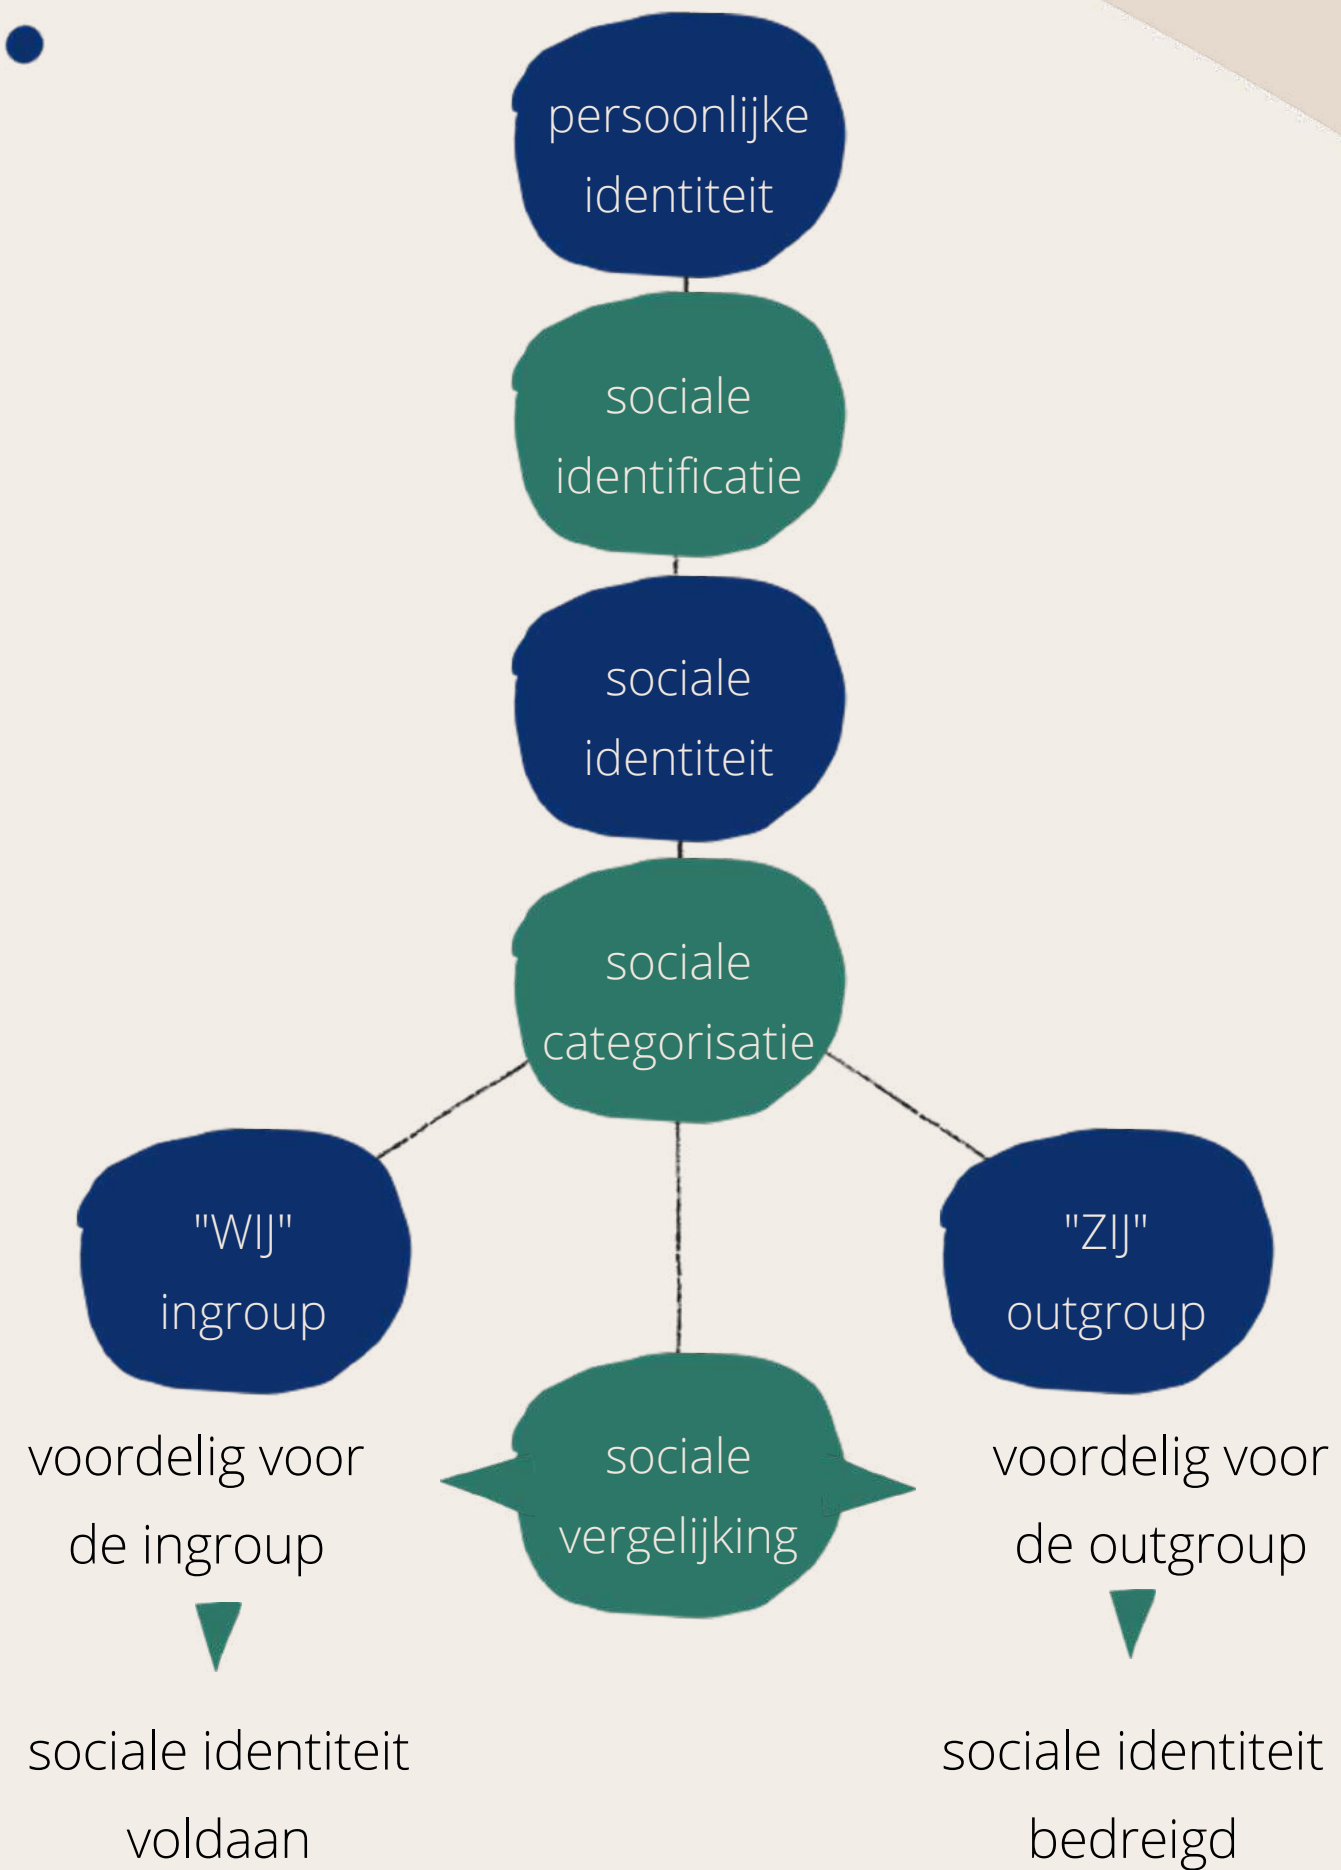 persoonlijke
identiteit
sociale
identificatie
sociale
identiteit
sociale
categorisatie
"WIJ"
ingroup
"ZIJ"
outgroup
voordelig voor
de ingroup
sociale
vergelijking
voordelig voor
de outgroup
sociale identiteit
voldaan
sociale identiteit
bedreigd